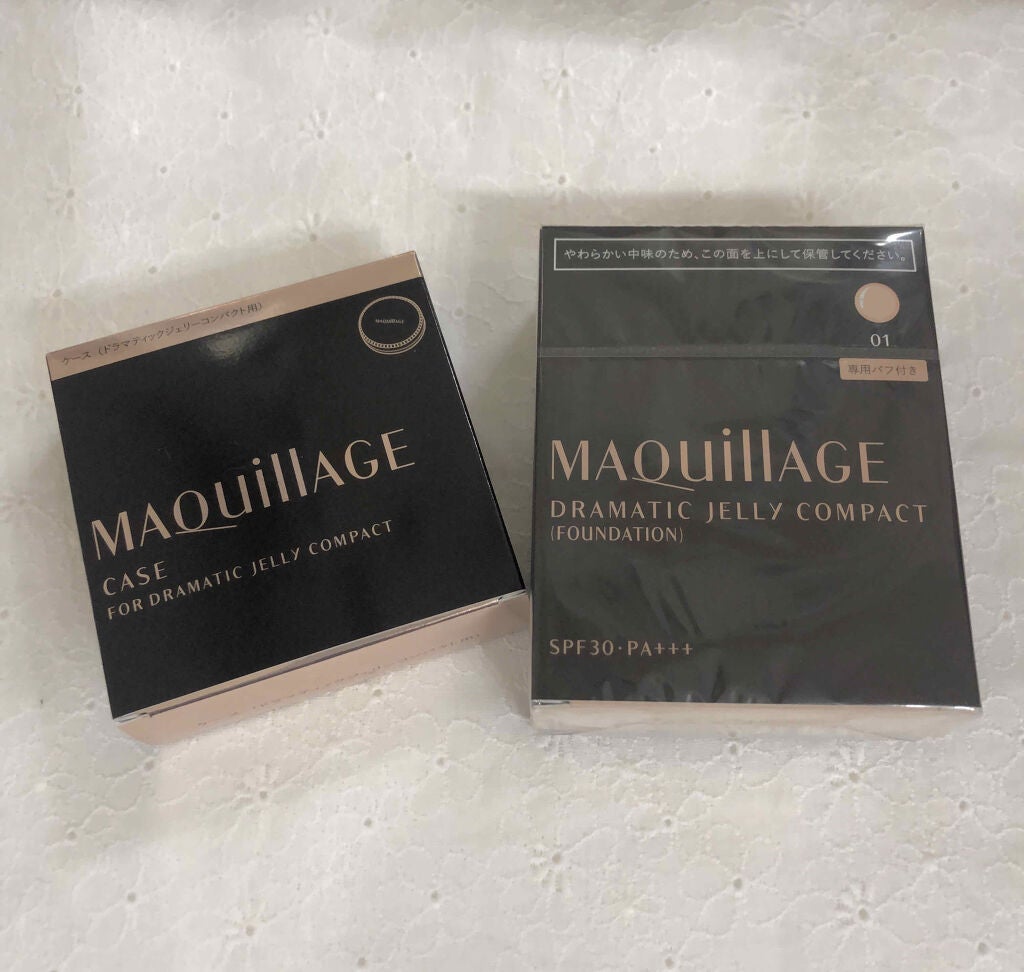 ケース（ドラマティックジェリーコンパクト用）
MAQuillAGE
MAQuillAGE
CASE
FOR DRAMATIC JELLY COMPACT
やわらかい中味のため、この面を上にして保管してください。
01
専用パフ付き
MAQuillAGE
DRAMATIC JELLY COMPACT
(FOUNDATION)
SPF30･PA+++